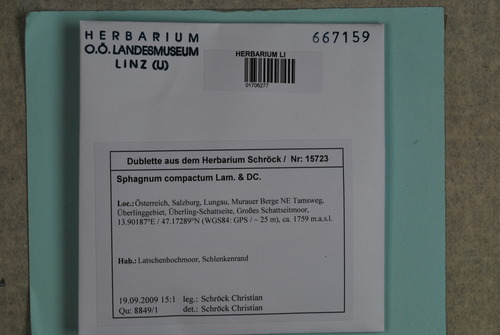 HERBARIUM
O.Ö. LANDESMUSEUM
LINZ (U)
667159
HERBARIUM LI
01706277
Dublette aus dem Herbarium Schröck / Nr: 15723
Sphagnum compactum Lam. & DC.
Loc.:Österreich, Salzburg, Lungau, Murauer Berge NE Tamsweg,
Überlinggebiet, Überling-Schattseite, Großes Schattseitmoor,
13.90187°E / 47.17289°N (WGS84: GPS / ~ 25 m), ca. 1759 m.a.s.l.
Hab.:Latschenhochmoor, Schlenkenrand
19.09.2009 15:1 leg.: Schröck Christian
Qu: 8849/1 det.: Schröck Christian